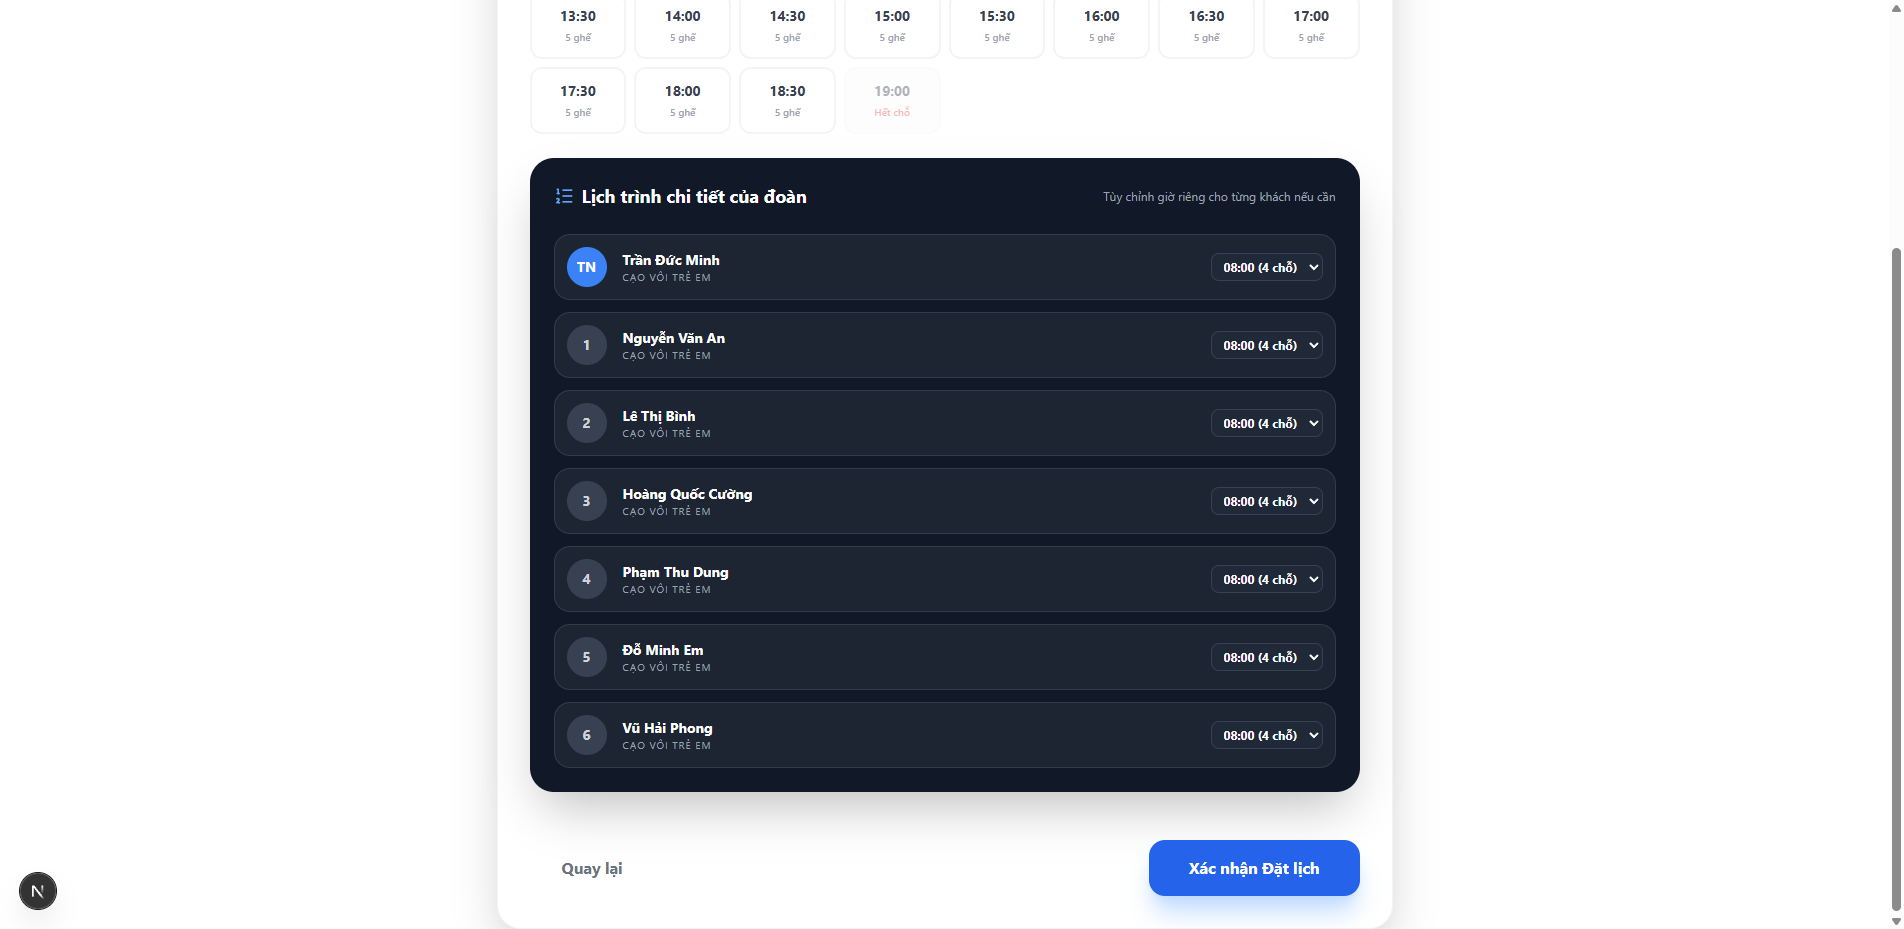 13:30 14:00 14:30 15:00 15:30 16:00 16:30 17:00
5 ghế 5 ghế 5 ghế 5 ghế 5 ghế 5 ghế 5 ghế 5 ghế
17:30 18:00 18:30 19:00
5 ghế 5 ghế 5 ghế Hết chỗ
Lịch trình chi tiết của đoàn Tùy chỉnh giờ riêng cho từng khách nếu cần
TN Trần Đức Minh 08:00 (4 chỗ)
CẠO VÔI TRẺ EM
1 Nguyễn Văn An 08:00 (4 chỗ)
CẠO VÔI TRẺ EM
2 Lê Thị Bình 08:00 (4 chỗ)
CẠO VÔI TRẺ EM
3 Hoàng Quốc Cường 08:00 (4 chỗ)
CẠO VÔI TRẺ EM
4 Phạm Thu Dung 08:00 (4 chỗ)
CẠO VÔI TRẺ EM
5 Đỗ Minh Em 08:00 (4 chỗ)
CẠO VÔI TRẺ EM
6 Vũ Hải Phong 08:00 (4 chỗ)
CẠO VÔI TRẺ EM
Quay lại Xác nhận Đặt lịch
N